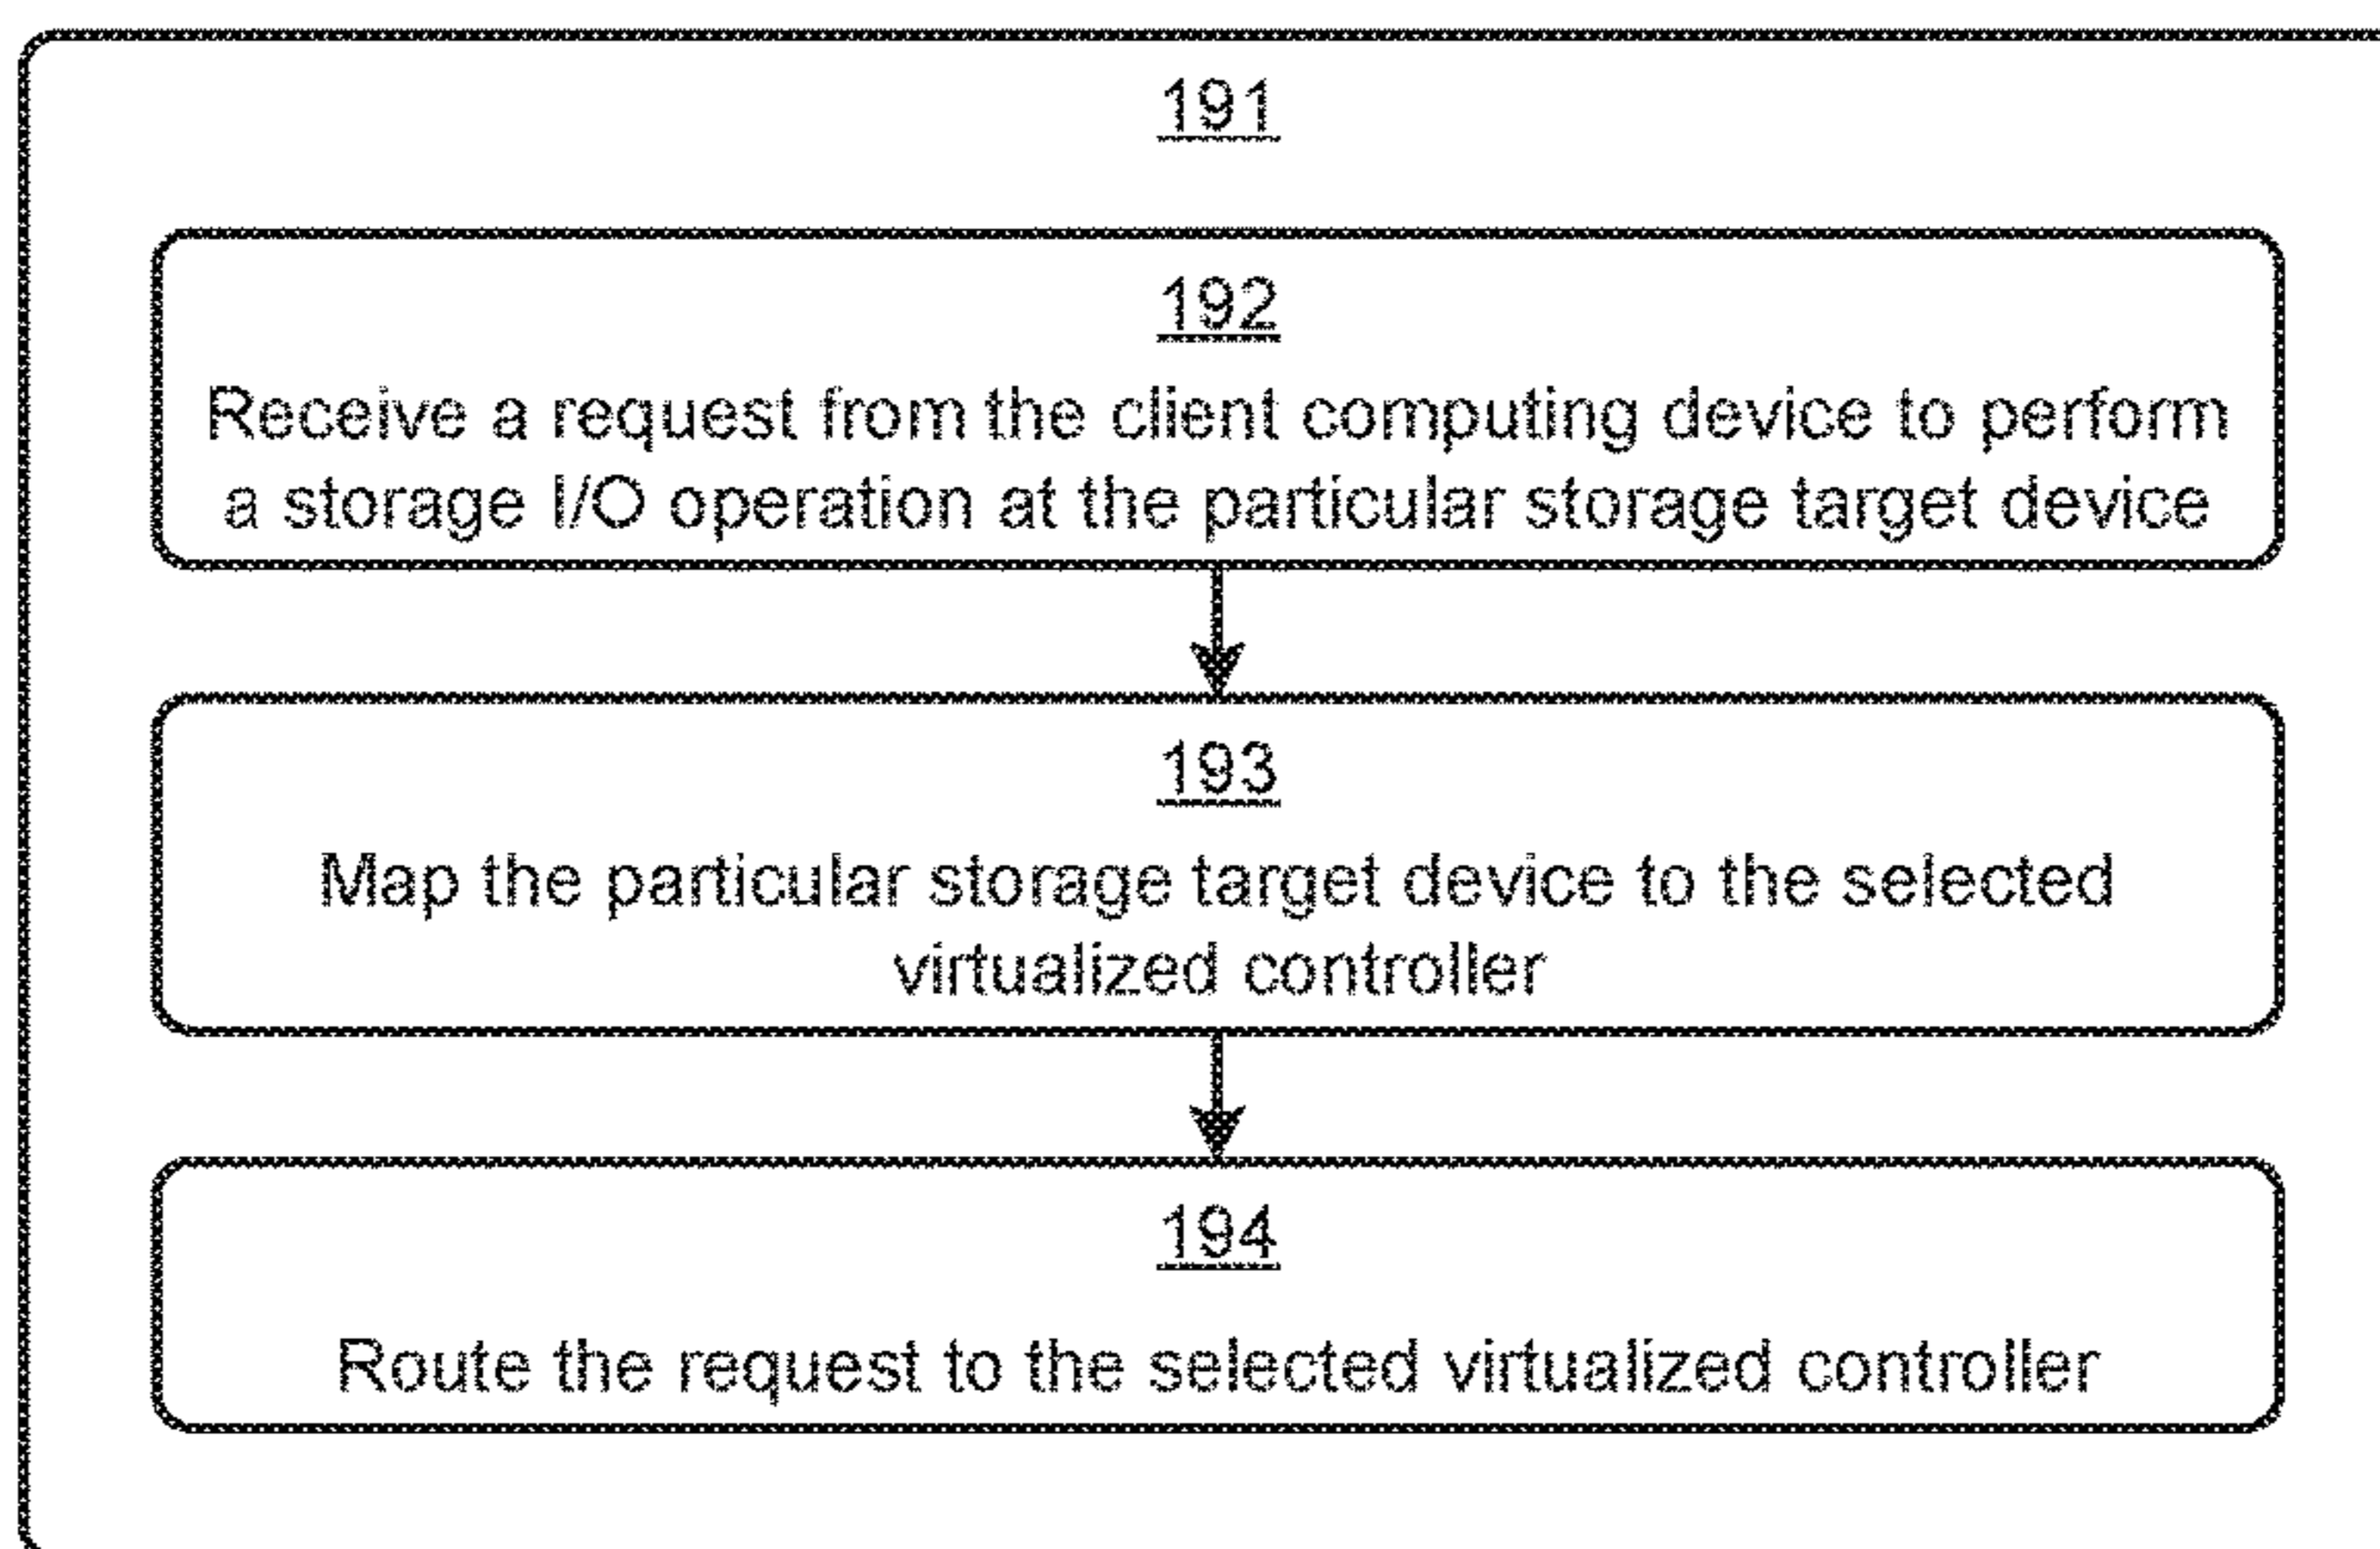 191
192
Receive a request from the client computing device to perform
a storage I/O operation at the particular storage target device
193
Map the particular storage target device to the selected
virtualized controller
194
Route the request to the selected virtualized controller